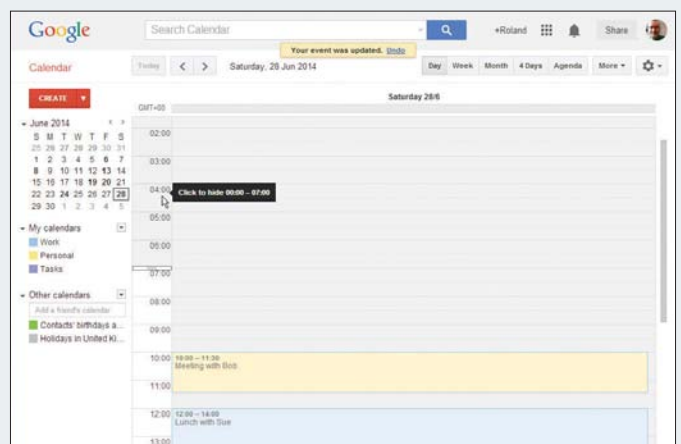 Google
Search Calendar
+Roland
Share
Your event was updated. Undo
Calendar
Today
Saturday, 28 Jun 2014
Day Week Month 4 Days Agenda More
CREATE
Saturday 28/6
GMT+00
June 2014
S M T W T F S
25 26 27 28 29 30 31
1 2 3 4 5 6 7
8 9 10 11 12 13 14
15 16 17 18 19 20 21
22 23 24 25 26 27 28
29 30 1 2 3 4 5
My calendars
Work
Personal
Tasks
Other calendars
Add a friend's calendar
Contacts' birthdays a...
Holidays in United Ki...
02:00
03:00
04:00
Click to hide 00:00 – 07:00
05:00
06:00
07:00
08:00
09:00
10:00
10:00 – 11:30
Meeting with Bob
11:00
12:00
12:00 – 14:00
Lunch with Sue
13:00